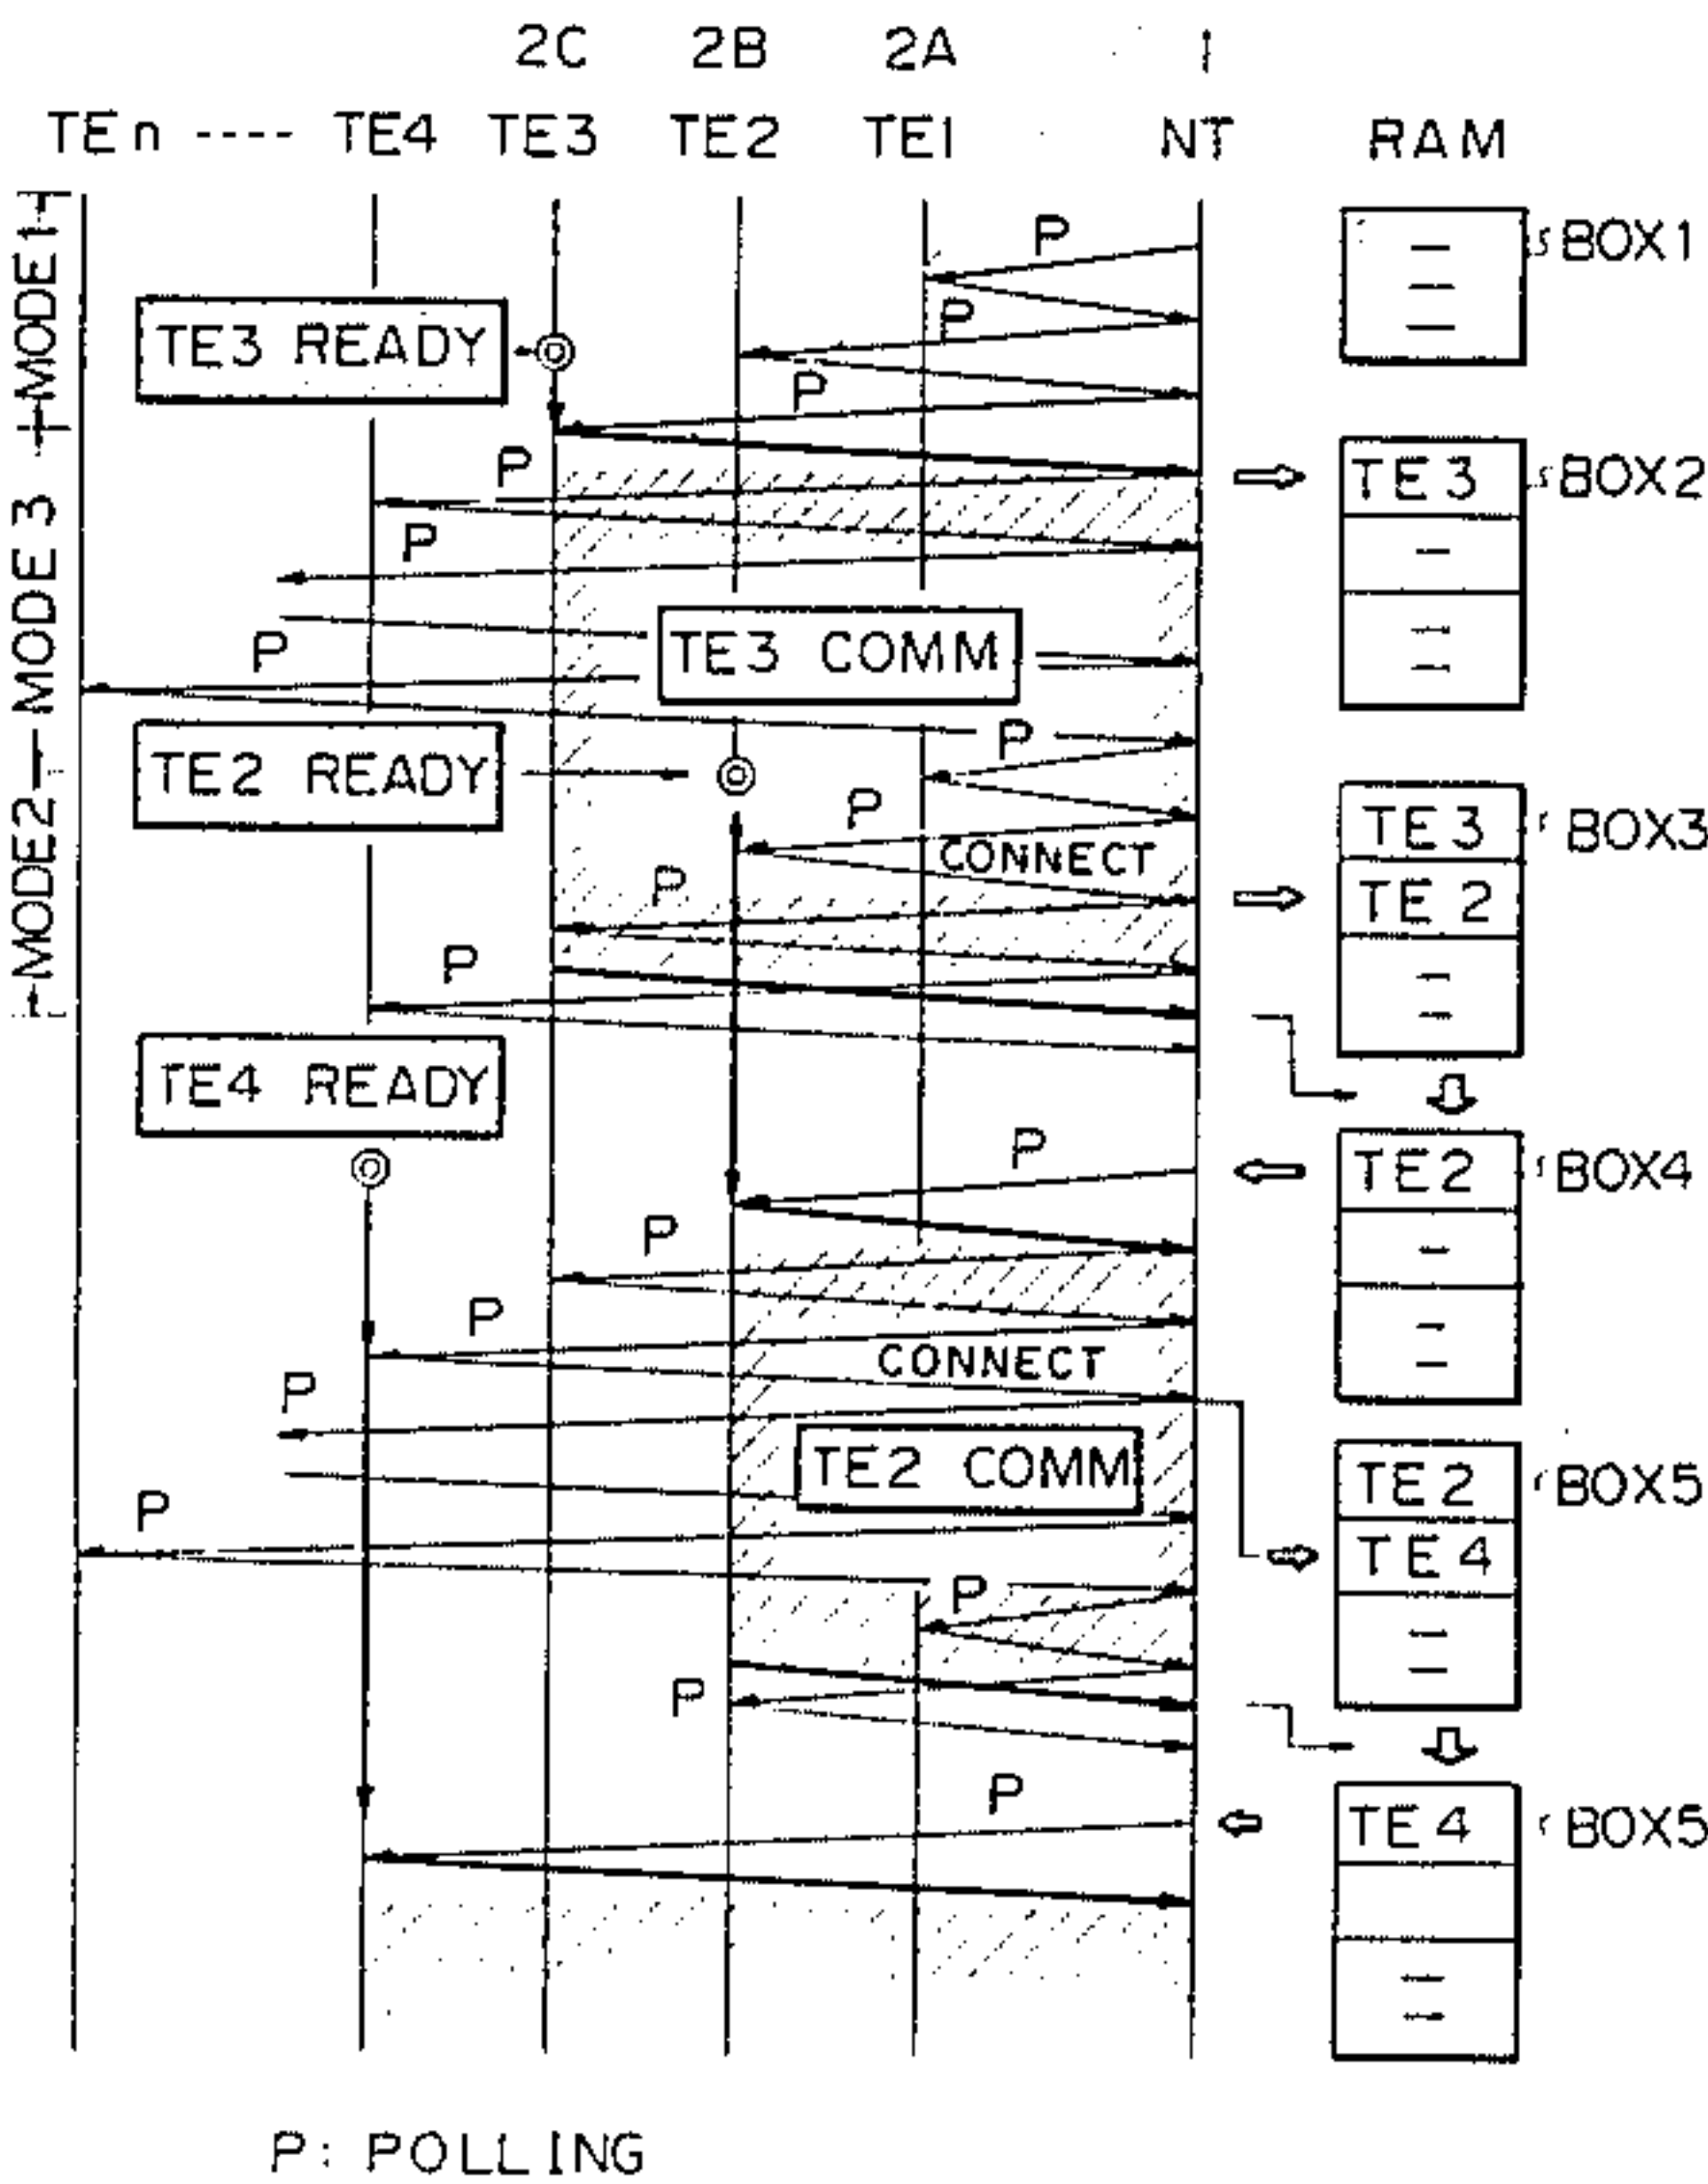 2C 2B 2A 1
TEn ---- TE4 TE3 TE2 TE1 NT RAM
MODE1
MODE 3
MODE2
P
BOX1
P
TE3 READY
P
P
TE3
BOX2
P
P
TE3 COMM
TE2 READY
P
P
TE3
BOX3
CONNECT
P
TE2
P
TE4 READY
P
TE2
BOX4
P
P
CONNECT
P
TE2 COMM
TE2
BOX5
P
TE4
P
P
P
TE4
BOX5
P: POLLING